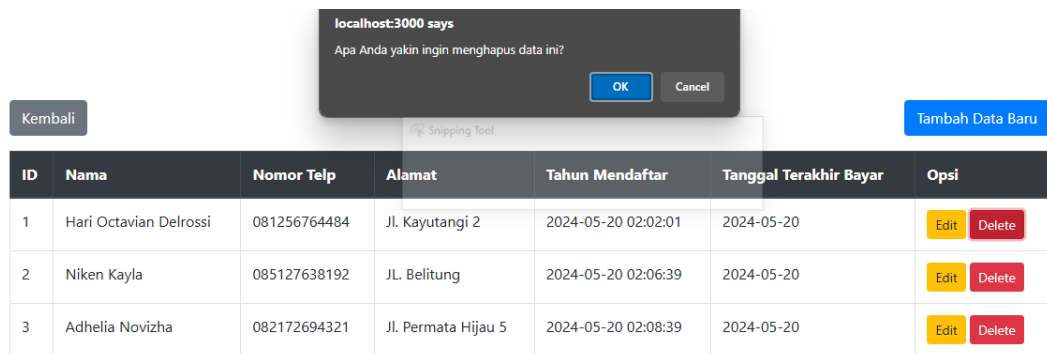 localhost:3000 says
Apa Anda yakin ingin menghapus data ini?
OK Cancel
Kembali
Snipping Tool
Tambah Data Baru
ID Nama Nomor Telp Alamat Tahun Mendaftar Tanggal Terakhir Bayar Opsi
1 Hari Octavian Delrossi 081256764484 Jl. Kayutangi 2 2024-05-20 02:02:01 2024-05-20 Edit Delete
2 Niken Kayla 085127638192 JL. Belitung 2024-05-20 02:06:39 2024-05-20 Edit Delete
3 Adhelia Novizha 082172694321 Jl. Permata Hijau 5 2024-05-20 02:08:39 2024-05-20 Edit Delete